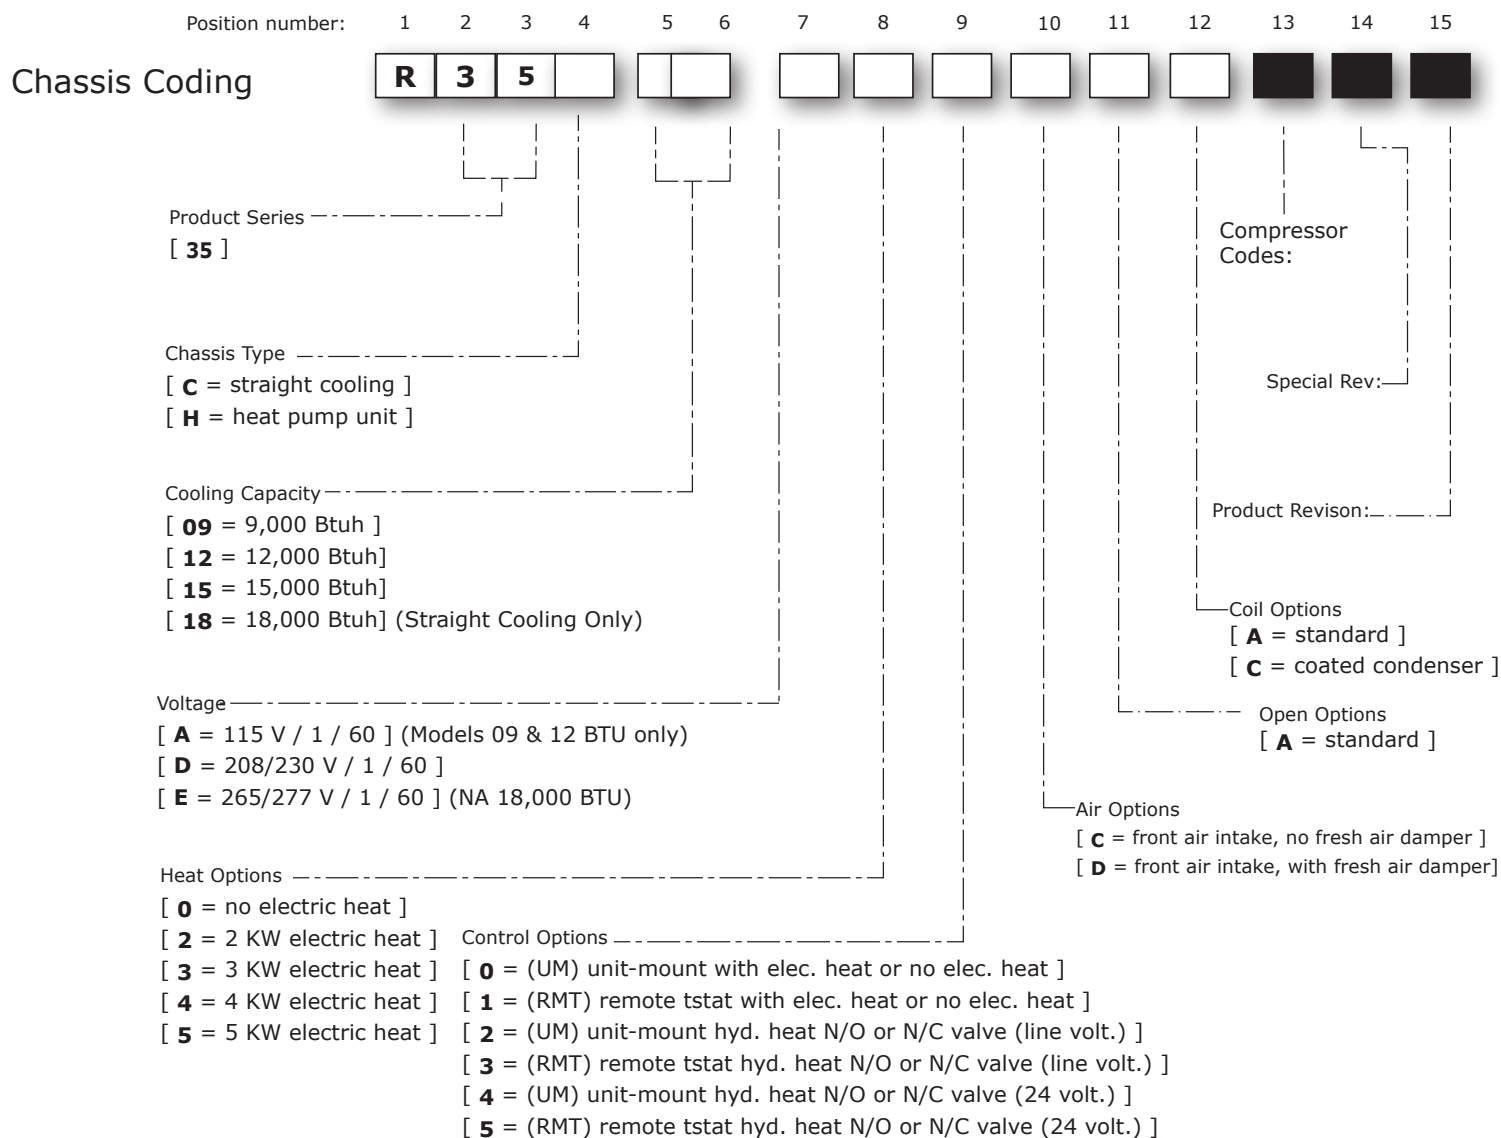 Position number: 1 2 3 4 5 6 7 8 9 10 11 12 13 14 15
Chassis Coding R 3 5
Product Series
[ 35 ]
Compressor
Codes:
Chassis Type
[ C = straight cooling ]
[ H = heat pump unit ]
Special Rev:
Cooling Capacity
[ 09 = 9,000 Btuh ]
[ 12 = 12,000 Btuh]
[ 15 = 15,000 Btuh]
[ 18 = 18,000 Btuh] (Straight Cooling Only)
Product Revison:
Coil Options
[ A = standard ]
[ C = coated condenser ]
Voltage
[ A = 115 V / 1 / 60 ] (Models 09 & 12 BTU only)
[ D = 208/230 V / 1 / 60 ]
[ E = 265/277 V / 1 / 60 ] (NA 18,000 BTU)
Open Options
[ A = standard ]
Air Options
[ C = front air intake, no fresh air damper ]
[ D = front air intake, with fresh air damper]
Heat Options
[ 0 = no electric heat ]
[ 2 = 2 KW electric heat ]
[ 3 = 3 KW electric heat ]
[ 4 = 4 KW electric heat ]
[ 5 = 5 KW electric heat ]
Control Options
[ 0 = (UM) unit-mount with elec. heat or no elec. heat ]
[ 1 = (RMT) remote tstat with elec. heat or no elec. heat ]
[ 2 = (UM) unit-mount hyd. heat N/O or N/C valve (line volt.) ]
[ 3 = (RMT) remote tstat hyd. heat N/O or N/C valve (line volt.) ]
[ 4 = (UM) unit-mount hyd. heat N/O or N/C valve (24 volt.) ]
[ 5 = (RMT) remote tstat hyd. heat N/O or N/C valve (24 volt.) ]